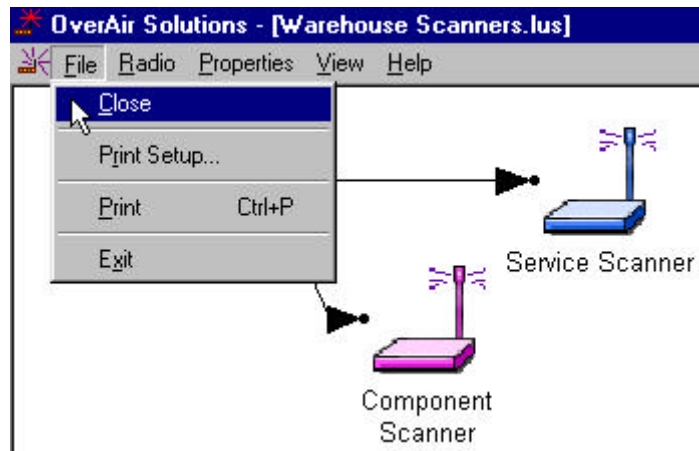 OverAir Solutions - [Warehouse Scanners.lus]
File Radio Properties View Help
Close
Print Setup...
Print Ctrl+P
Exit
Service Scanner
Component
Scanner